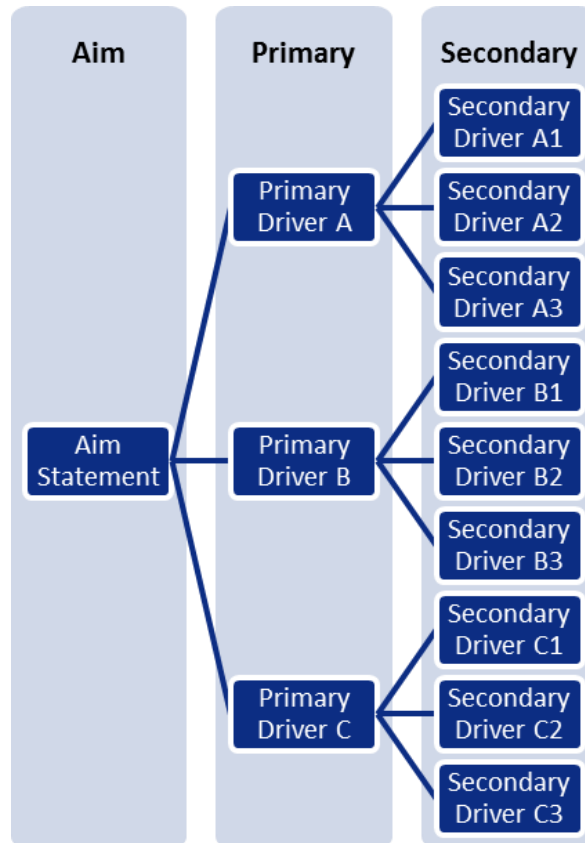 Aim
Primary
Secondary
Secondary
Driver A1
Primary
Driver A
Secondary
Driver A2
Secondary
Driver A3
Secondary
Driver B1
Aim
Statement
Primary
Driver B
Secondary
Driver B2
Secondary
Driver B3
Secondary
Driver C1
Primary
Driver C
Secondary
Driver C2
Secondary
Driver C3